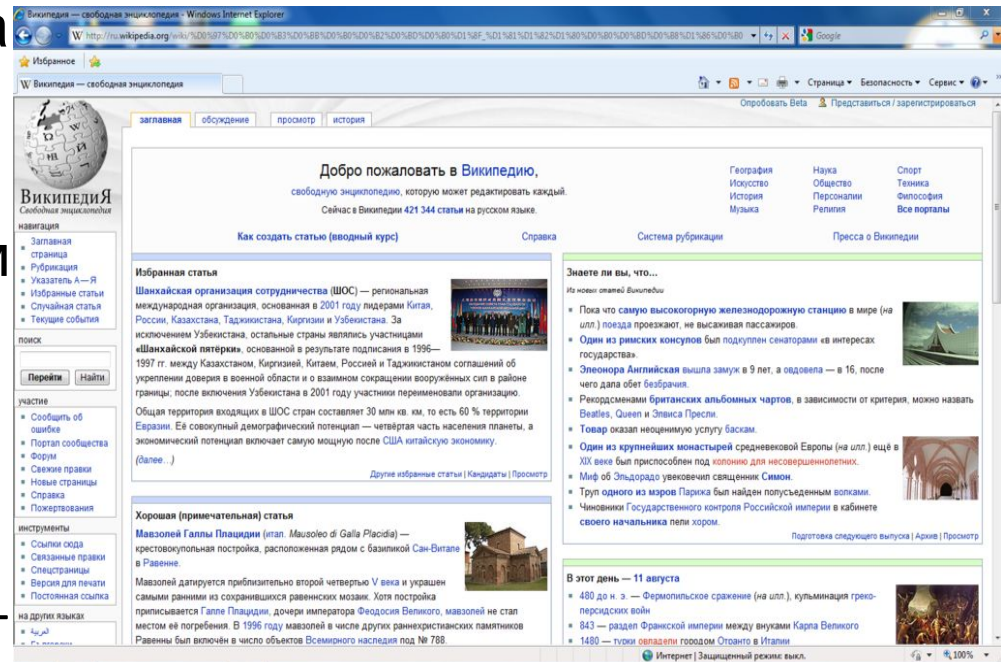 а
м
-
Википедия — свободная энциклопедия - Windows Internet Explorer
Google
Избранное
Википедия — свободная энциклопедия
Страница Безопасность Сервис
Опробовать Beta Представиться / зарегистрироваться
заглавная обсуждение просмотр история
ВикипедиЯ
Свободная энциклопедия
навигация
Заглавная
страница
Рубрикация
Указатель А — Я
Избранные статьи
Случайная статья
Текущие события
поиск
Перейти Найти
участие
Сообщить об
ошибке
Портал сообщества
Форум
Свежие правки
Новые страницы
Справка
Пожертвования
инструменты
Ссылки сюда
Связанные правки
Спецстраницы
Версия для печати
Постоянная ссылка
на других языках
العربية
Добро пожаловать в Википедию,
свободную энциклопедию, которую может редактировать каждый.
Сейчас в Википедии 421 344 статьи на русском языке.
География Наука Спорт
Искусство Общество Техника
История Персоналии Философия
Музыка Религия Все порталы
Как создать статью (вводный курс) Справка Система рубрикации Пресса о Википедии
Избранная статья
Шанхайская организация сотрудничества (ШОС) — региональная
международная организация, основанная в 2001 году лидерами Китая,
России, Казахстана, Таджикистана, Киргизии и Узбекистана. За
исключением Узбекистана, остальные страны являлись участницами
«Шанхайской пятёрки», основанной в результате подписания в 1996—
1997 гг. между Казахстаном, Киргизией, Китаем, Россией и Таджикистаном соглашений об
укреплении доверия в военной области и о взаимном сокращении вооружённых сил в районе
границы; после включения Узбекистана в 2001 году участники переименовали организацию.
Общая территория входящих в ШОС стран составляет 30 млн кв. км, то есть 60 % территории
Евразии. Её совокупный демографический потенциал — четвёртая часть населения планеты, а
экономический потенциал включает самую мощную после США китайскую экономику.
(далее…)
Другие избранные статьи | Кандидаты | Просмотр
Хорошая (примечательная) статья
Мавзолей Галлы Плацидии (итал. Mausoleo di Galla Placidia) —
крестовокупольная постройка, расположенная рядом с базиликой Сан-Витале
в Равенне.
Мавзолей датируется приблизительно второй четвертью V века и украшен
самыми ранними из сохранившихся равеннских мозаик. Хотя постройка
приписывается Галле Плацидии, дочери императора Феодосия Великого, мавзолей не стал
местом её погребения. В 1996 году мавзолей в числе других раннехристианских памятников
Равенны был включён в число объектов Всемирного наследия под № 788.
Знаете ли вы, что…
Из новых статей Википедии
Пока что самую высокогорную железнодорожную станцию в мире (на
илл.) поезда проезжают, не высаживая пассажиров.
Один из римских консулов был подкуплен сенаторами «в интересах
государства».
Элеонора Английская вышла замуж в 9 лет, а овдовела — в 16, после
чего дала обет безбрачия.
Рекордсменами британских альбомных чартов, в зависимости от критерия, можно назвать
Beatles, Queen и Элвиса Пресли.
Товар оказал неоценимую услугу баскам.
Один из крупнейших монастырей средневековой Европы (на илл.) ещё в
XIX веке был приспособлен под колонию для несовершеннолетних.
Миф об Эльдорадо увековечил священник Симон.
Труп одного из мэров Парижа был найден полусъеденным волками.
Чиновники Государственного контроля Российской империи в кабинете
своего начальника пели хором.
Подготовка следующего выпуска | Архив | Просмотр
В этот день — 11 августа
480 до н. э. — Фермопильское сражение (на илл.), кульминация греко-
персидских войн
843 — раздел Франкской империи между внуками Карла Великого
1480 — турки овладели городом Отранто в Италии
Интернет | Защищенный режим: выкл. 100%